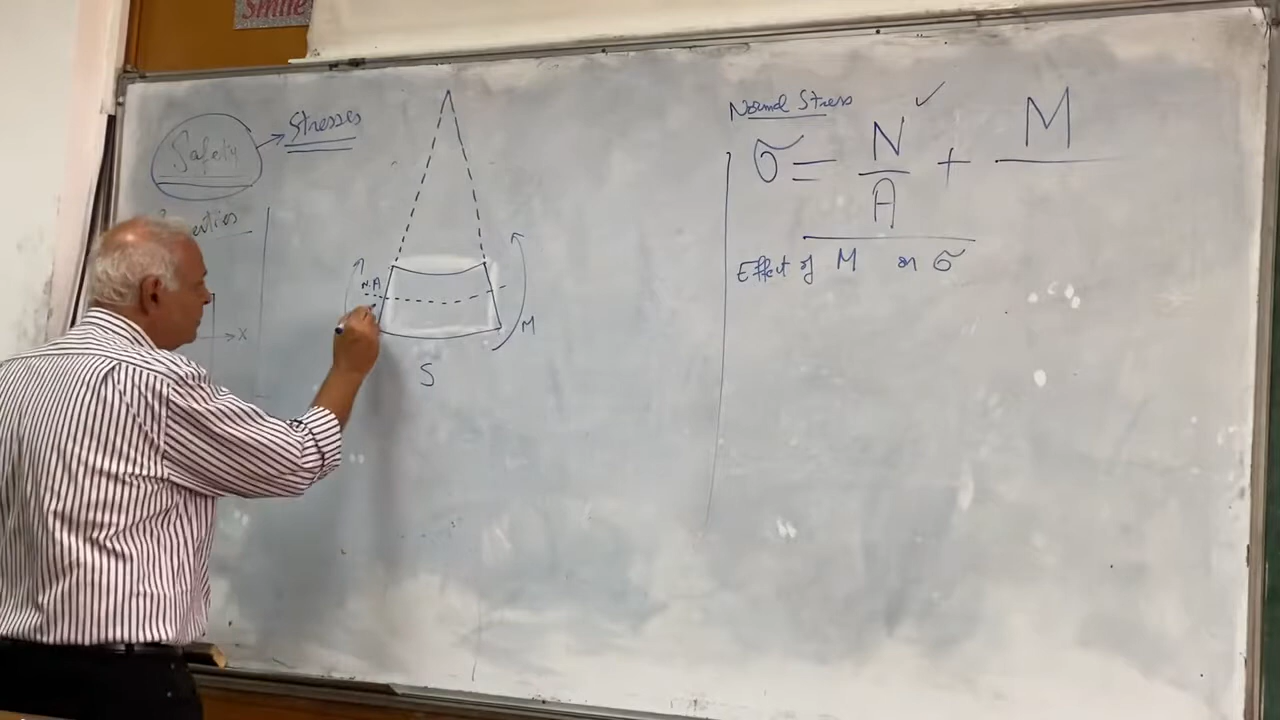 Smile
Safety
Stresses
N.A
M
S
X
Normal Stress
σ = N/A + M
Effect of M on σ